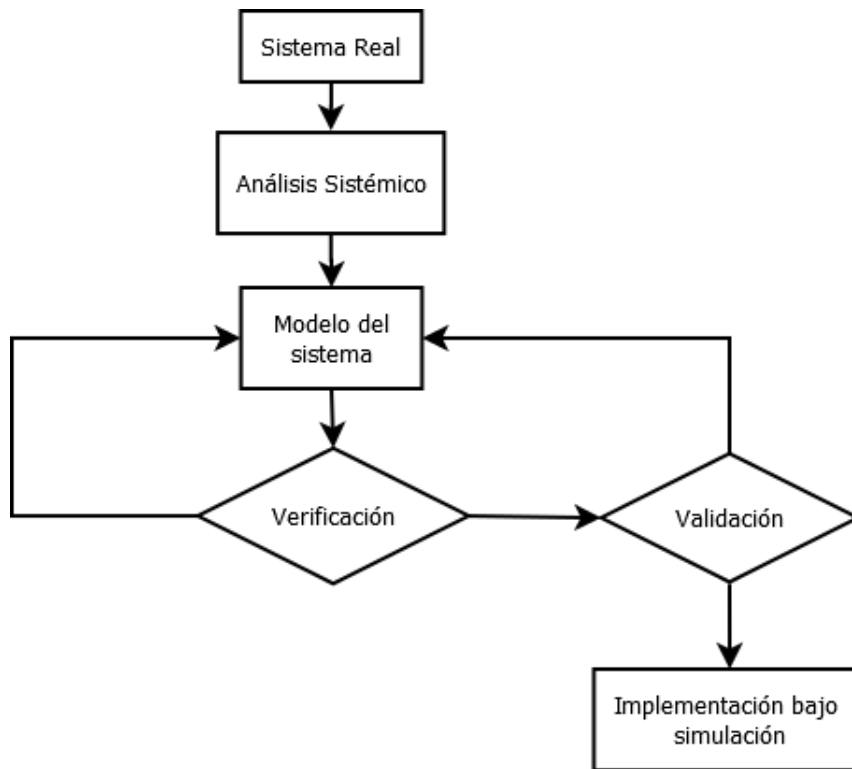 Sistema Real
Análisis Sistémico
Modelo del
sistema
Verificación
Validación
Implementación bajo
simulación